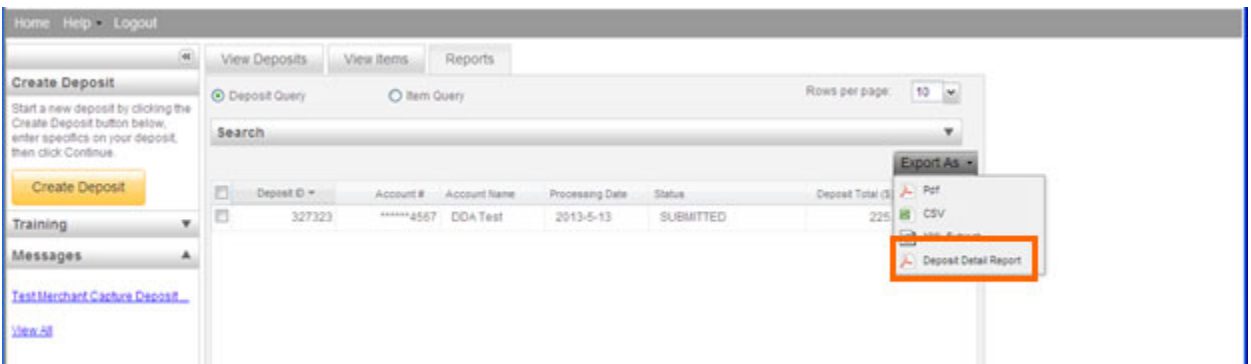 Home Help Logout
View Deposits View Items Reports
Create Deposit
Start a new deposit by clicking the
Create Deposit button below,
enter specifics on your deposit,
then click Continue.
Create Deposit
Training
Messages
Test Merchant Capture Deposit...
View All
Deposit Query Item Query Rows per page: 10
Search
Export As
Deposit ID Account # Account Name Processing Date Status Deposit Total ($
327323 ******4567 DDA Test 2013-5-13 SUBMITTED 225
Pdf
CSV
Deposit Detail Report